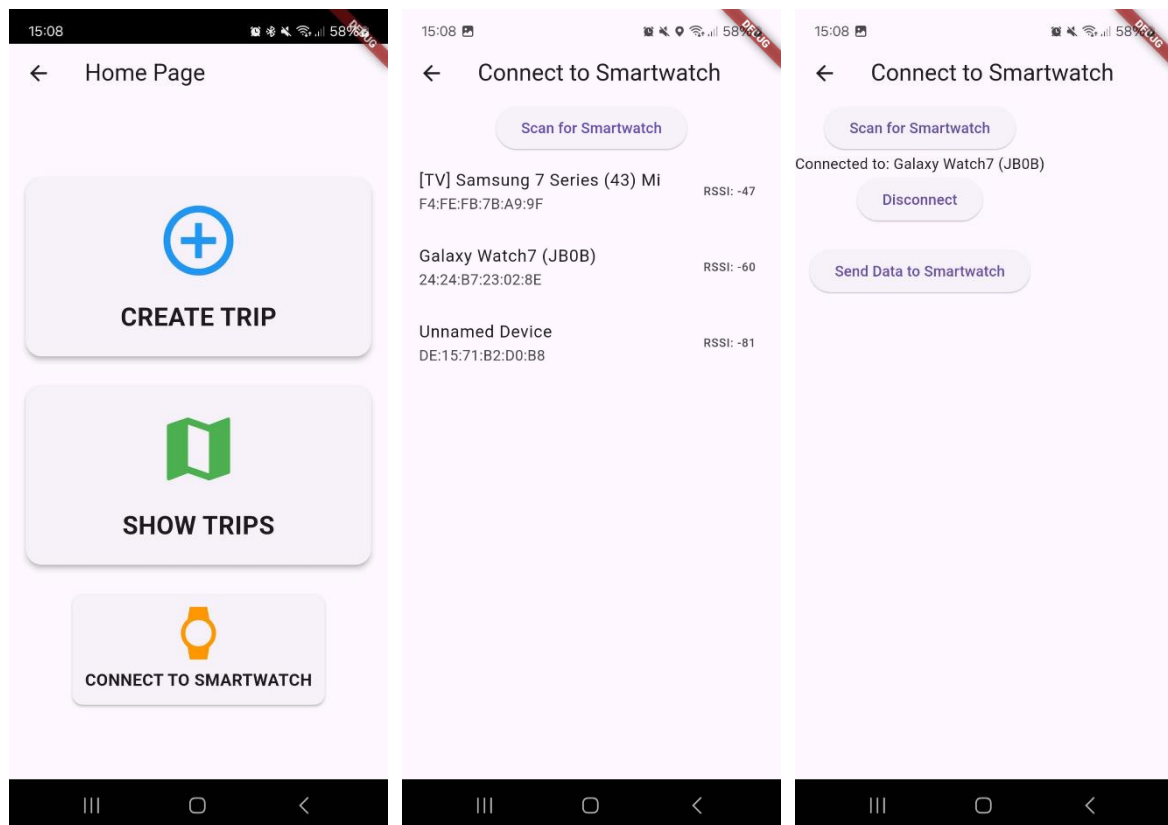 15:08
58%
DEBUG
Home Page
CREATE TRIP
SHOW TRIPS
CONNECT TO SMARTWATCH
15:08
58%
DEBUG
Connect to Smartwatch
Scan for Smartwatch
[TV] Samsung 7 Series (43) Mi
F4:FE:FB:7B:A9:9F
RSSI: -47
Galaxy Watch7 (JB0B)
24:24:B7:23:02:8E
RSSI: -60
Unnamed Device
DE:15:71:B2:D0:B8
RSSI: -81
15:08
58%
DEBUG
Connect to Smartwatch
Scan for Smartwatch
Connected to: Galaxy Watch7 (JB0B)
Disconnect
Send Data to Smartwatch